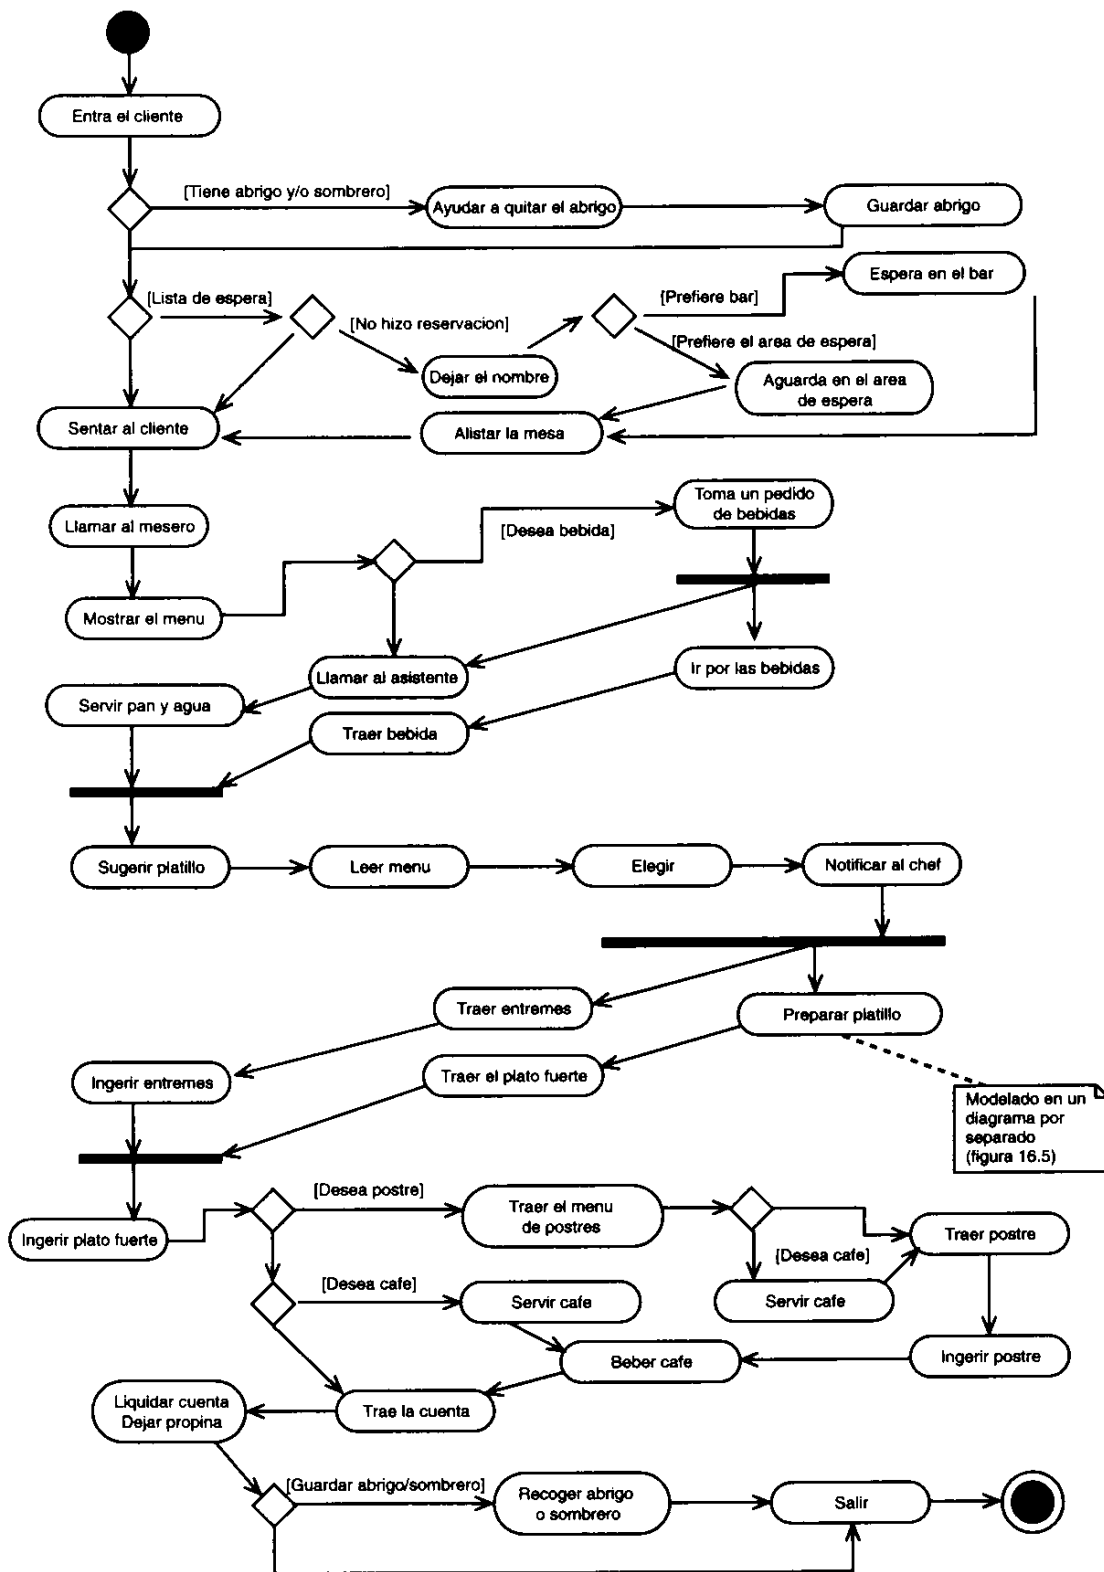 Entra el cliente
[Tiene abrigo y/o sombrero]
Ayudar a quitar el abrigo
Guardar abrigo
[Lista de espera]
[No hizo reservacion]
[Prefiere bar]
Espera en el bar
[Prefiere el area de espera]
Dejar el nombre
Aguarda en el area
de espera
Sentar al cliente
Alistar la mesa
Llamar al mesero
[Desea bebida]
Toma un pedido
de bebidas
Mostrar el menu
Llamar al asistente
Ir por las bebidas
Servir pan y agua
Traer bebida
Sugerir platillo
Leer menu
Elegir
Notificar al chef
Traer entremes
Preparar platillo
Ingerir entremes
Traer el plato fuerte
Modelado en un
diagrama por
separado
(figura 16.5)
Ingerir plato fuerte
[Desea postre]
Traer el menu
de postres
[Desea cafe]
Traer postre
[Desea cafe]
Servir cafe
Servir cafe
Beber cafe
Ingerir postre
Liquidar cuenta
Dejar propina
Trae la cuenta
[Guardar abrigo/sombrero]
Recoger abrigo
o sombrero
Salir